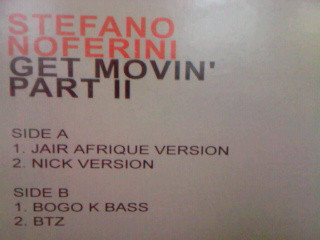 STEFANO
NOFERINI
GET MOVIN'
PART II
SIDE A
1. JAIR AFRIQUE VERSION
2. NICK VERSION
SIDE B
1. BOGO K BASS
2. BTZ